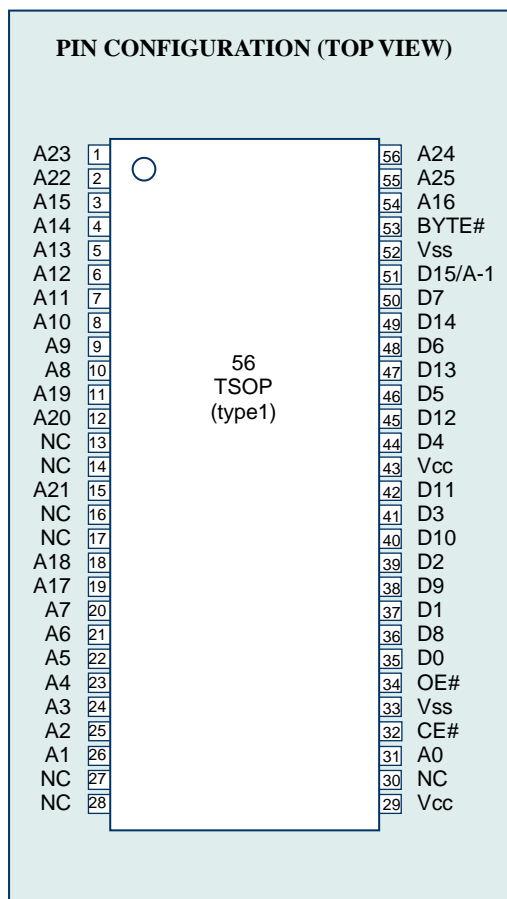 PIN CONFIGURATION (TOP VIEW)
A23 1 56 A24
A22 2 55 A25
A15 3 54 A16
A14 4 53 BYTE#
A13 5 52 Vss
A12 6 51 D15/A-1
A11 7 50 D7
A10 8 49 D14
A9 9 48 D6
A8 10 47 D13
A19 11 46 D5
A20 12 45 D12
NC 13 44 D4
NC 14 43 Vcc
A21 15 42 D11
NC 16 41 D3
NC 17 40 D10
A18 18 39 D2
A17 19 38 D9
A7 20 37 D1
A6 21 36 D8
A5 22 35 D0
A4 23 34 OE#
A3 24 33 Vss
A2 25 32 CE#
A1 26 31 A0
NC 27 30 NC
NC 28 29 Vcc
56
TSOP
(type1)